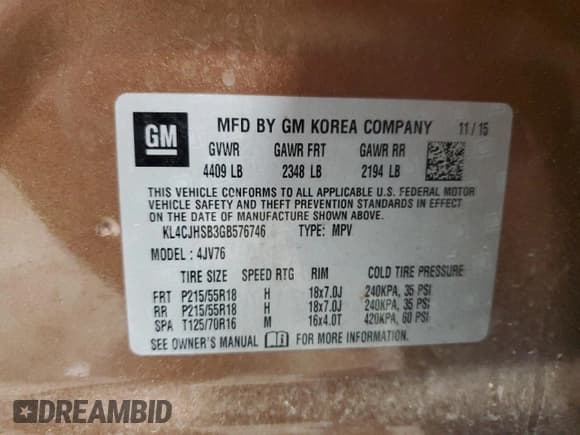 GM
MFD BY GM KOREA COMPANY 11/15
GVWR GAWR FRT GAWR RR
4409 LB 2348 LB 2194 LB
THIS VEHICLE CONFORMS TO ALL APPLICABLE U.S. FEDERAL MOTOR
VEHICLE SAFETY AND THEFT PREVENTION STANDARDS IN EFFECT
ON THE DATE OF MANUFACTURE SHOWN ABOVE.
KL4CJHSB3GB576746 TYPE: MPV
MODEL: 4JV76
TIRE SIZE SPEED RTG RIM COLD TIRE PRESSURE
FRT P215/55R18 H 18x7.0J 240KPA, 35 PSI
RR P215/55R18 H 18x7.0J 240KPA, 35 PSI
SPA T125/70R16 M 16x4.0T 420KPA, 60 PSI
SEE OWNER'S MANUAL FOR MORE INFORMATION.
DREAMBID